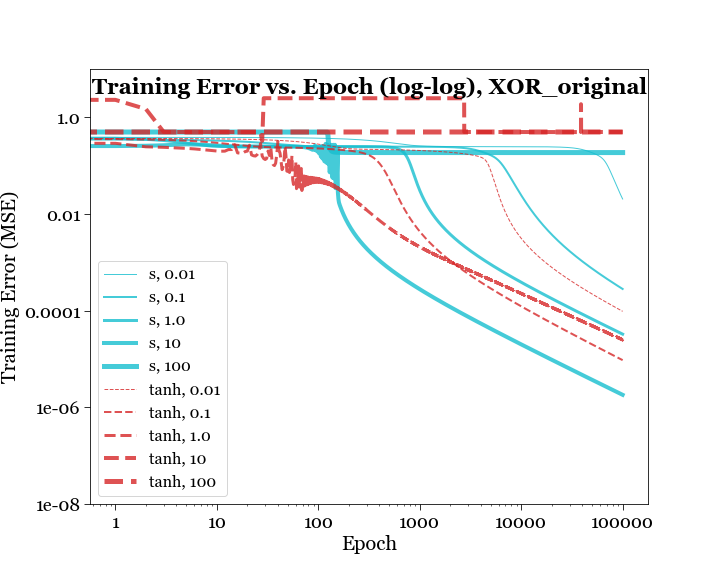 Training Error vs. Epoch (log-log), XOR_original
Training Error (MSE)
1.0
0.01
0.0001
1e-06
1e-08
s, 0.01
s, 0.1
s, 1.0
s, 10
s, 100
tanh, 0.01
tanh, 0.1
tanh, 1.0
tanh, 10
tanh, 100
1 10 100 1000 10000 100000
Epoch